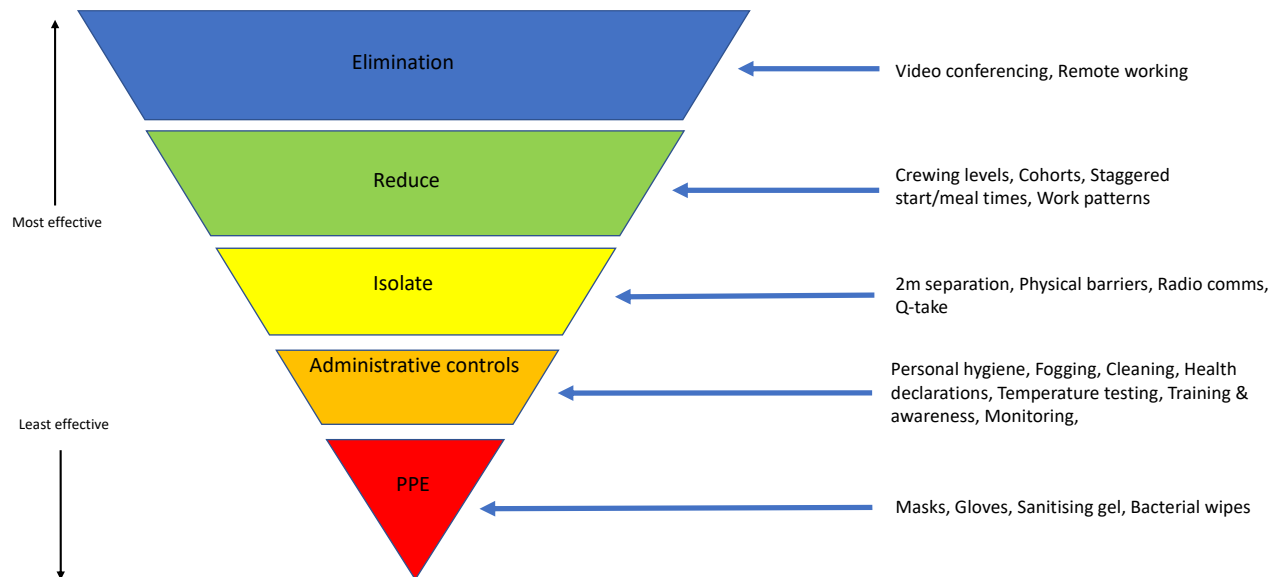 Elimination
Video conferencing, Remote working
Reduce
Crewing levels, Cohorts, Staggered
start/meal times, Work patterns
Most effective
Isolate
2m separation, Physical barriers, Radio comms,
Q-take
Administrative controls
Personal hygiene, Fogging, Cleaning, Health
declarations, Temperature testing, Training &
awareness, Monitoring,
Least effective
PPE
Masks, Gloves, Sanitising gel, Bacterial wipes